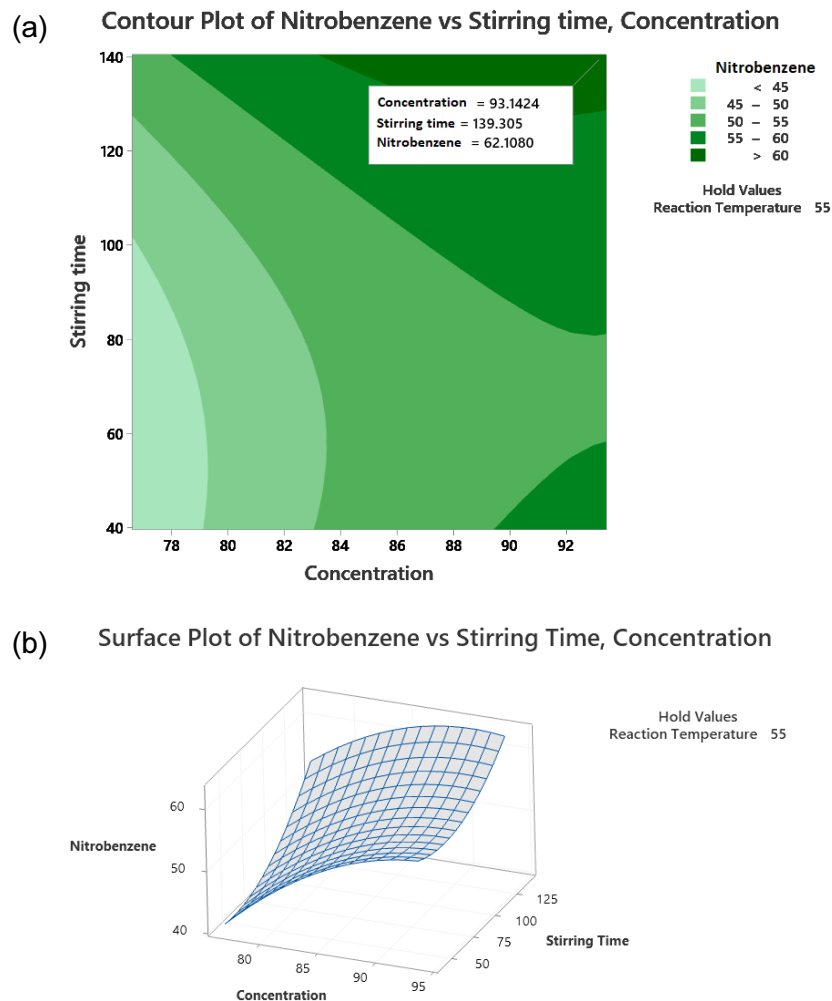 (a)
Contour Plot of Nitrobenzene vs Stirring time, Concentration
140
120
100
80
60
40
Stirring time
78 80 82 84 86 88 90 92
Concentration
Concentration = 93.1424
Stirring time = 139.305
Nitrobenzene = 62.1080
Nitrobenzene
< 45
45 – 50
50 – 55
55 – 60
> 60
Hold Values
Reaction Temperature 55
(b)
Surface Plot of Nitrobenzene vs Stirring Time, Concentration
Hold Values
Reaction Temperature 55
60
50
40
Nitrobenzene
80 85 90 95
Concentration
125
100
75
50
Stirring Time